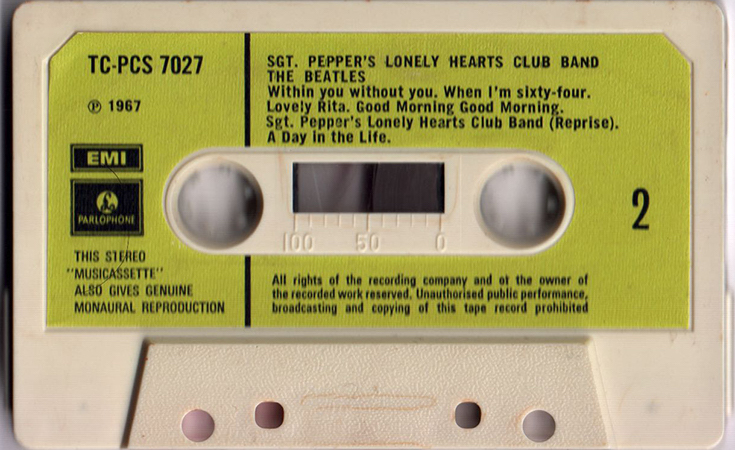 TC-PCS 7027
℗ 1967
EMI
PARLOPHONE
THIS STEREO
"MUSICASSETTE"
ALSO GIVES GENUINE
MONAURAL REPRODUCTION
SGT. PEPPER'S LONELY HEARTS CLUB BAND
THE BEATLES
Within you without you. When I'm sixty-four.
Lovely Rita. Good Morning Good Morning.
Sgt. Pepper's Lonely Hearts Club Band (Reprise).
A Day in the Life.
100 50 0
2
All rights of the recording company and of the owner of
the recorded work reserved. Unauthorised public performance,
broadcasting and copying of this tape record prohibited